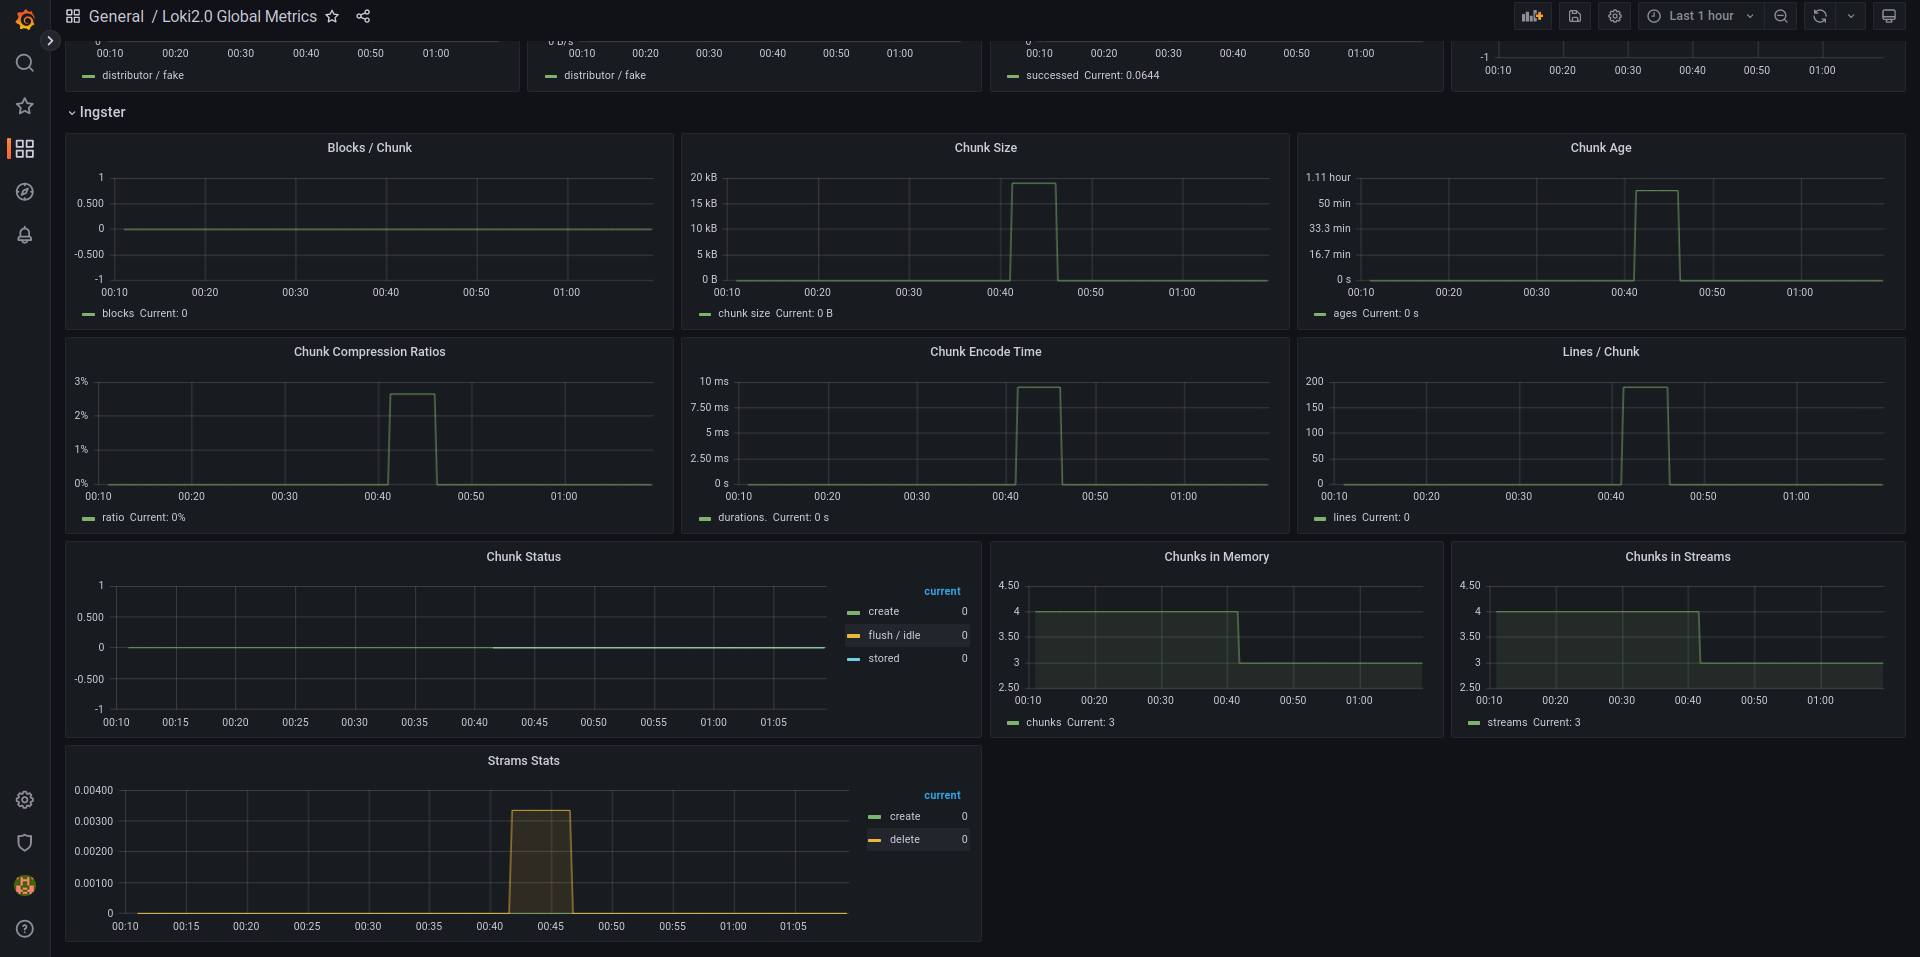 General / Loki2.0 Global Metrics
Last 1 hour
0
00:10 00:20 00:30 00:40 00:50 01:00
distributor / fake
0 B/s
00:10 00:20 00:30 00:40 00:50 01:00
distributor / fake
0
00:10 00:20 00:30 00:40 00:50 01:00
successed Current: 0.0644
-1
00:10 00:20 00:30 00:40 00:50 01:00
Ingster
Blocks / Chunk
1
0.500
0
-0.500
-1
00:10 00:20 00:30 00:40 00:50 01:00
blocks Current: 0
Chunk Size
20 kB
15 kB
10 kB
5 kB
0 B
00:10 00:20 00:30 00:40 00:50 01:00
chunk size Current: 0 B
Chunk Age
1.11 hour
50 min
33.3 min
16.7 min
0 s
00:10 00:20 00:30 00:40 00:50 01:00
ages Current: 0 s
Chunk Compression Ratios
3%
2%
1%
0%
00:10 00:20 00:30 00:40 00:50 01:00
ratio Current: 0%
Chunk Encode Time
10 ms
7.50 ms
5 ms
2.50 ms
0 s
00:10 00:20 00:30 00:40 00:50 01:00
durations. Current: 0 s
Lines / Chunk
200
150
100
50
0
00:10 00:20 00:30 00:40 00:50 01:00
lines Current: 0
Chunk Status
1
0.500
0
-0.500
-1
00:10 00:15 00:20 00:25 00:30 00:35 00:40 00:45 00:50 00:55 01:00 01:05
current
create 0
flush / idle 0
stored 0
Chunks in Memory
4.50
4
3.50
3
2.50
00:10 00:20 00:30 00:40 00:50 01:00
chunks Current: 3
Chunks in Streams
4.50
4
3.50
3
2.50
00:10 00:20 00:30 00:40 00:50 01:00
streams Current: 3
Strams Stats
0.00400
0.00300
0.00200
0.00100
0
00:10 00:15 00:20 00:25 00:30 00:35 00:40 00:45 00:50 00:55 01:00 01:05
current
create 0
delete 0